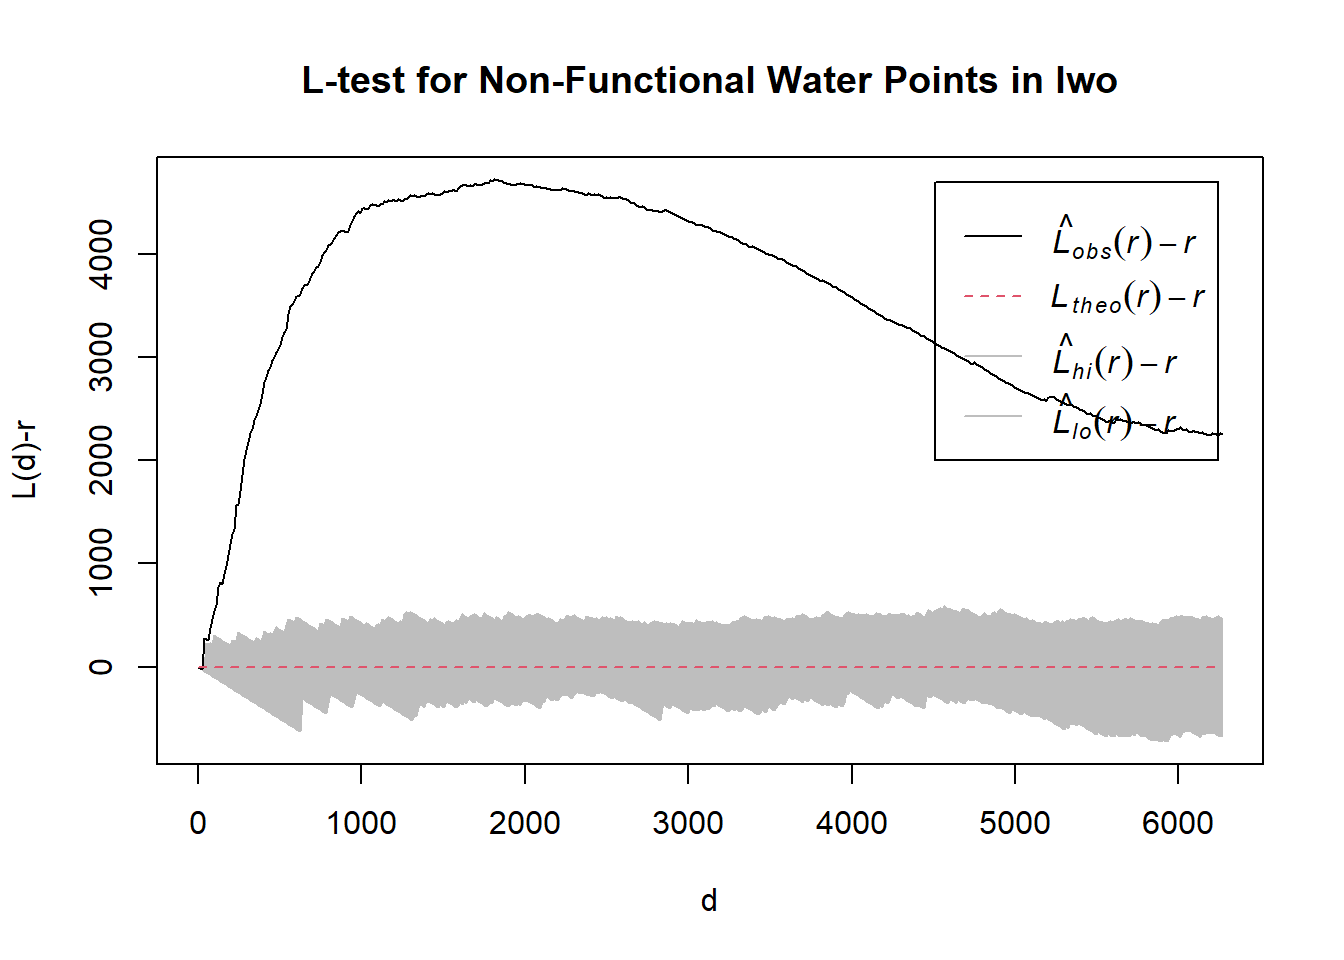 L-test for Non-Functional Water Points in Iwo
L(d)-r
4000
3000
2000
1000
0
L̂obs(r) – r
Ltheo(r) – r
L̂hi(r) – r
L̂lo(r) – r
0 1000 2000 3000 4000 5000 6000
d